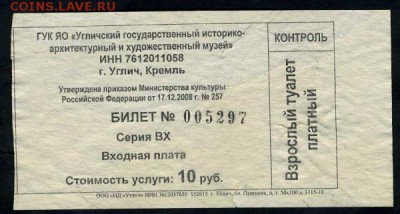 COINS.LAVE.RU
ГУК ЯО «Угличский государственный историко-
архитектурный и художественный музей»
ИНН 7612011058
г. Углич, Кремль
Утверждена приказом Министерства культуры
Российской Федерации от 17.12.2008 г. № 257
БИЛЕТ № 005297
Серия ВХ
Входная плата
Стоимость услуги: 10 руб.
КОНТРОЛЬ
Взрослый туалет
платный